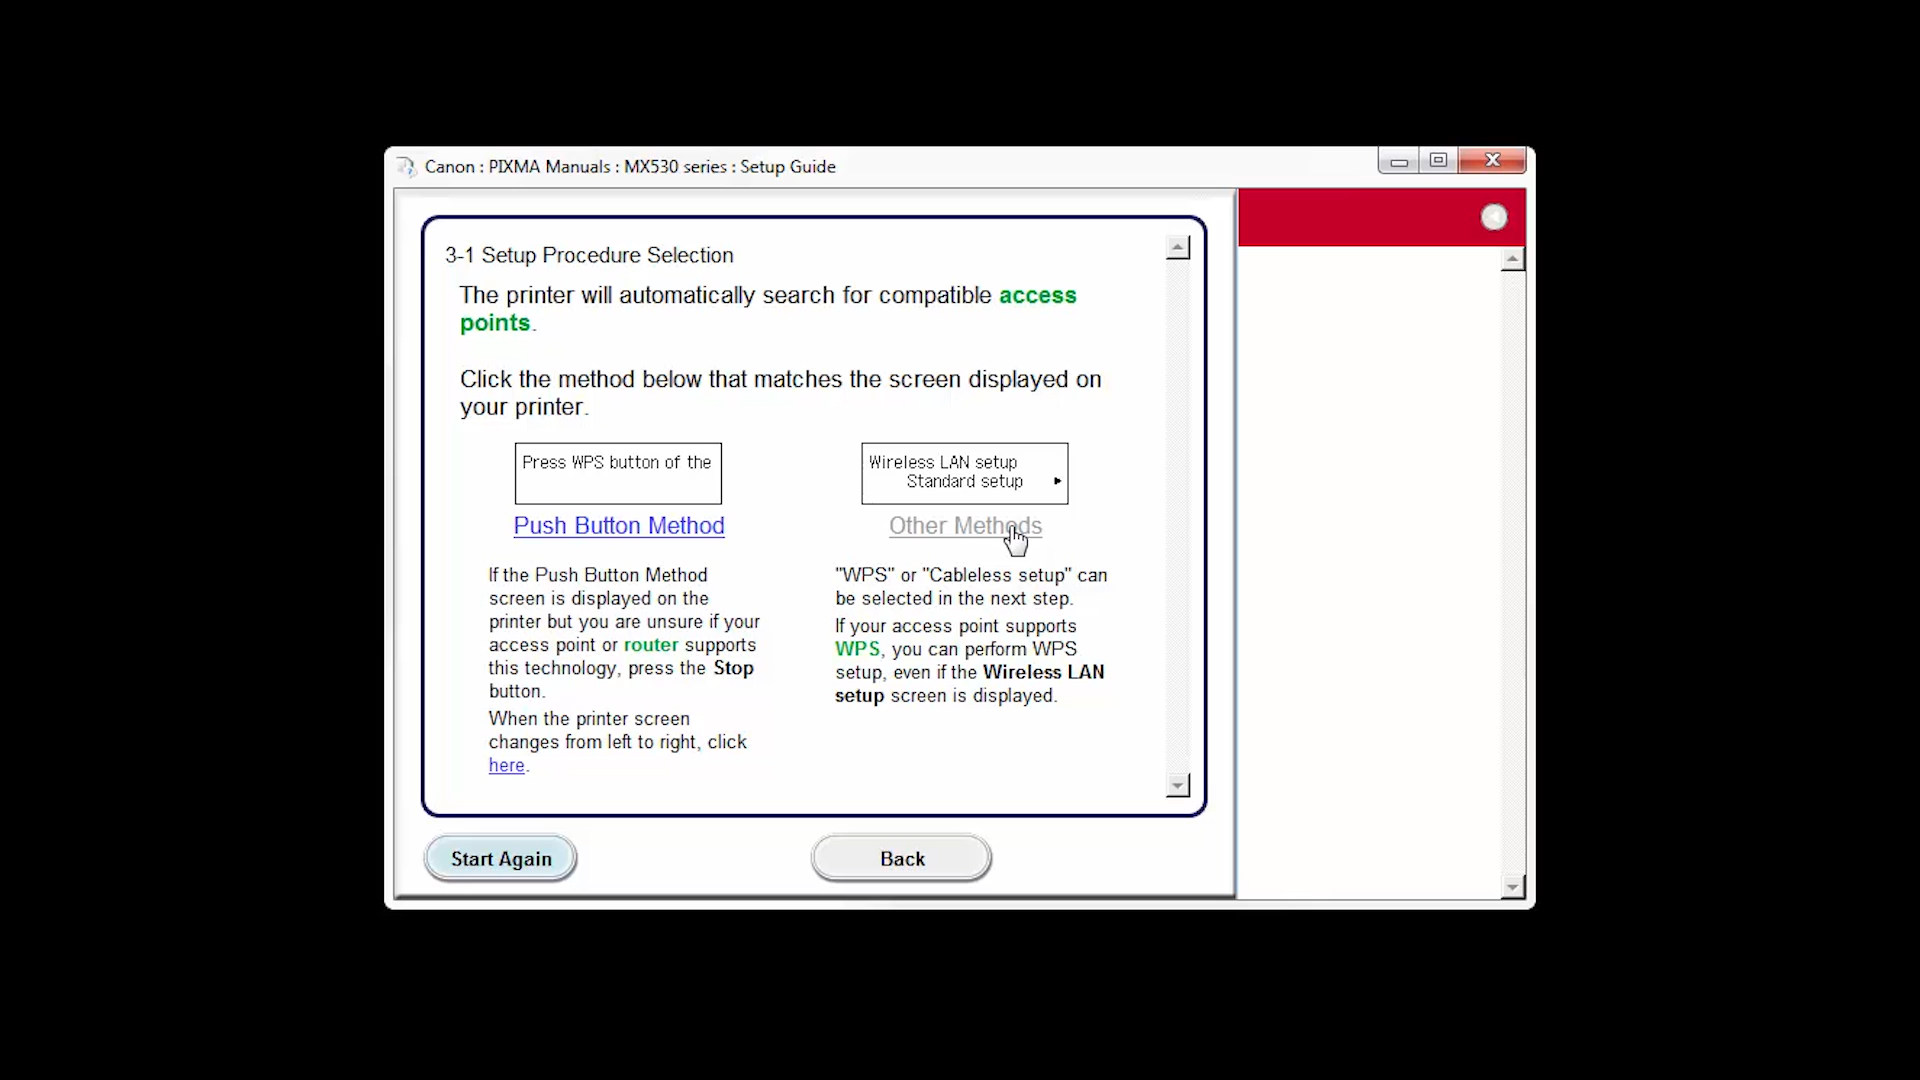 Canon : PIXMA Manuals : MX530 series : Setup Guide
3-1 Setup Procedure Selection
The printer will automatically search for compatible access
points.
Click the method below that matches the screen displayed on
your printer.
Press WPS button of the
Push Button Method
If the Push Button Method
screen is displayed on the
printer but you are unsure if your
access point or router supports
this technology, press the Stop
button.
When the printer screen
changes from left to right, click
here.
Wireless LAN setup
Standard setup
Other Methods
"WPS" or "Cableless setup" can
be selected in the next step.
If your access point supports
WPS, you can perform WPS
setup, even if the Wireless LAN
setup screen is displayed.
Start Again
Back